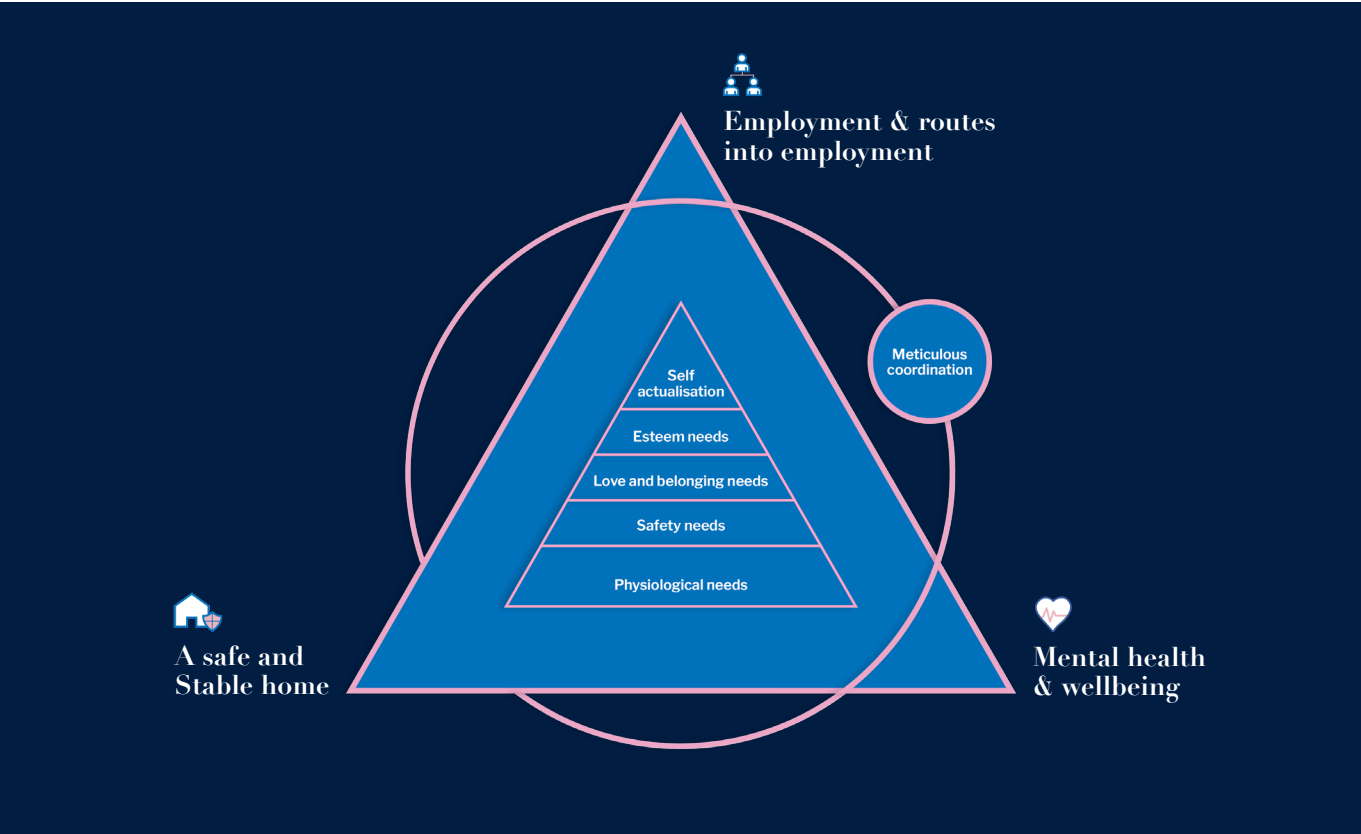 Employment & routes
into employment
Meticulous
coordination
Self
actualisation
Esteem needs
Love and belonging needs
Safety needs
Physiological needs
A safe and
Stable home
Mental health
& wellbeing